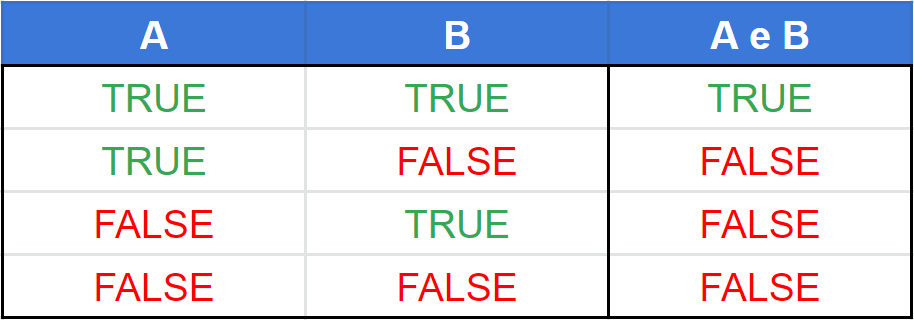 A B A e B
TRUE TRUE TRUE
TRUE FALSE FALSE
FALSE TRUE FALSE
FALSE FALSE FALSE